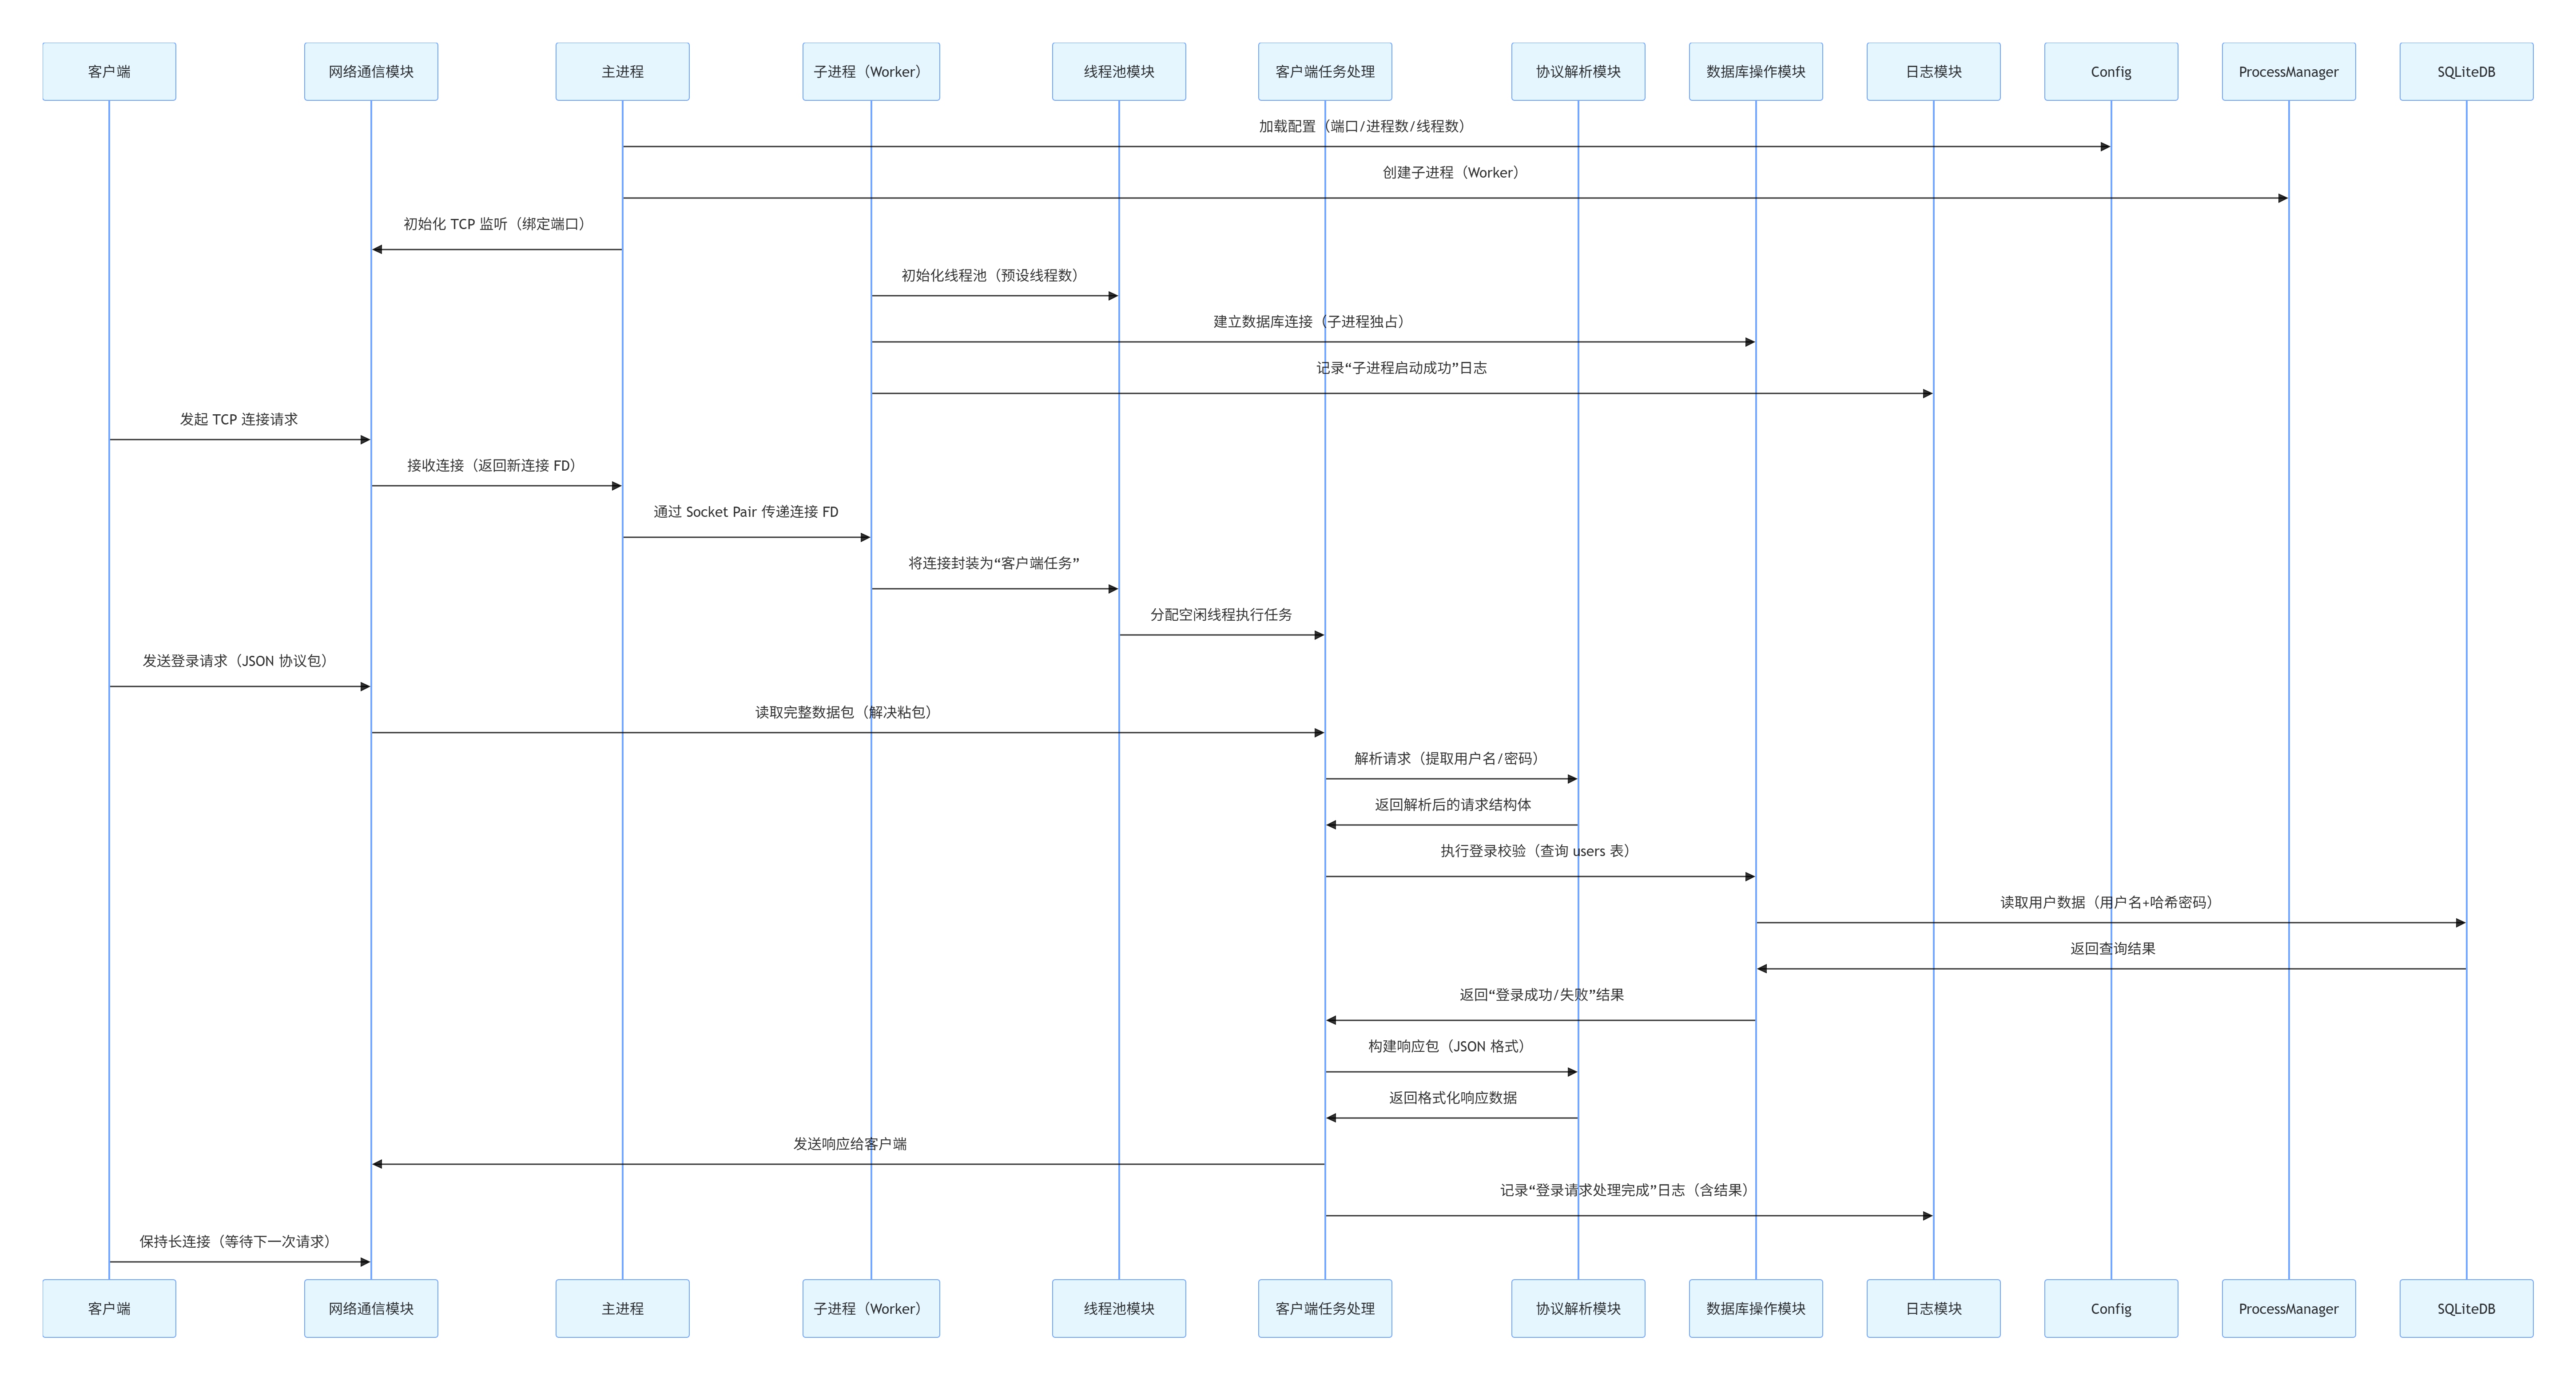 客户端
网络通信模块
主进程
子进程（Worker）
线程池模块
客户端任务处理
协议解析模块
数据库操作模块
日志模块
Config
ProcessManager
SQLiteDB
加载配置（端口/进程数/线程数）
创建子进程（Worker）
初始化 TCP 监听（绑定端口）
初始化线程池（预设线程数）
建立数据库连接（子进程独占）
记录“子进程启动成功”日志
发起 TCP 连接请求
接收连接（返回新连接 FD）
通过 Socket Pair 传递连接 FD
将连接封装为“客户端任务”
分配空闲线程执行任务
发送登录请求（JSON 协议包）
读取完整数据包（解决粘包）
解析请求（提取用户名/密码）
返回解析后的请求结构体
执行登录校验（查询 users 表）
读取用户数据（用户名+哈希密码）
返回查询结果
返回“登录成功/失败”结果
构建响应包（JSON 格式）
返回格式化响应数据
发送响应给客户端
记录“登录请求处理完成”日志（含结果）
保持长连接（等待下一次请求）
客户端
网络通信模块
主进程
子进程（Worker）
线程池模块
客户端任务处理
协议解析模块
数据库操作模块
日志模块
Config
ProcessManager
SQLiteDB